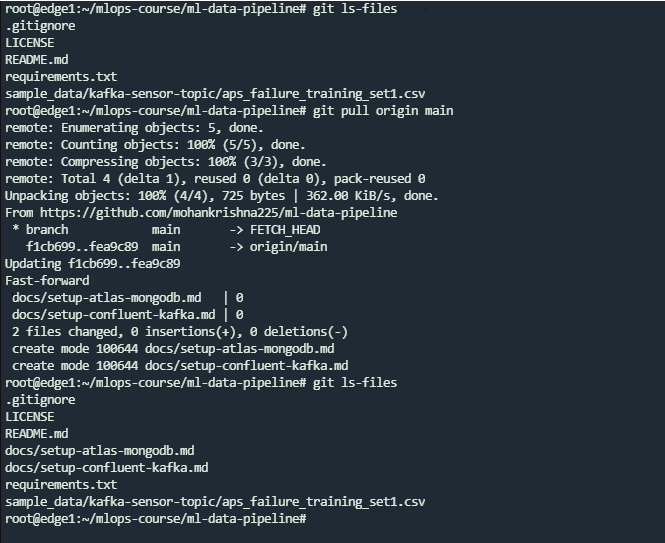 root@edge1:~/mlops-course/ml-data-pipeline# git ls-files
.gitignore
LICENSE
README.md
requirements.txt
sample_data/kafka-sensor-topic/aps_failure_training_set1.csv
root@edge1:~/mlops-course/ml-data-pipeline# git pull origin main
remote: Enumerating objects: 5, done.
remote: Counting objects: 100% (5/5), done.
remote: Compressing objects: 100% (3/3), done.
remote: Total 4 (delta 1), reused 0 (delta 0), pack-reused 0
Unpacking objects: 100% (4/4), 725 bytes | 362.00 KiB/s, done.
From https://github.com/mohankrishna225/ml-data-pipeline
 * branch            main       -> FETCH_HEAD
   f1cb699..fea9c89  main       -> origin/main
Updating f1cb699..fea9c89
Fast-forward
 docs/setup-atlas-mongodb.md   | 0
 docs/setup-confluent-kafka.md | 0
 2 files changed, 0 insertions(+), 0 deletions(-)
 create mode 100644 docs/setup-atlas-mongodb.md
 create mode 100644 docs/setup-confluent-kafka.md
root@edge1:~/mlops-course/ml-data-pipeline# git ls-files
.gitignore
LICENSE
README.md
docs/setup-atlas-mongodb.md
docs/setup-confluent-kafka.md
requirements.txt
sample_data/kafka-sensor-topic/aps_failure_training_set1.csv
root@edge1:~/mlops-course/ml-data-pipeline#